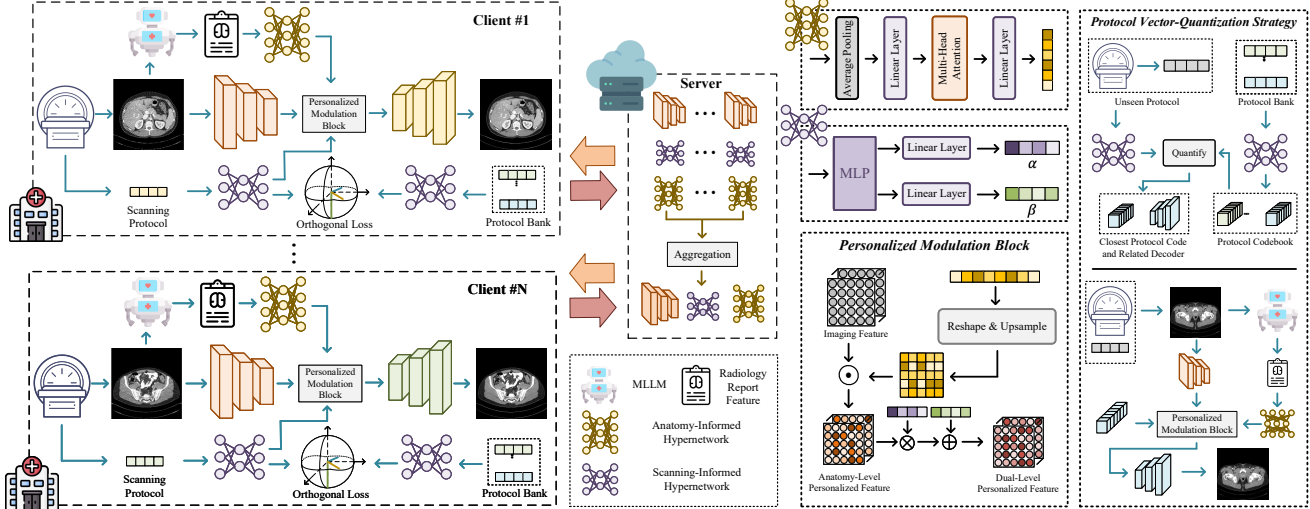 Client #1
Personalized
Modulation
Block
Scanning
Protocol
Orthogonal Loss
Protocol Bank
Client #N
Personalized
Modulation
Block
Scanning
Protocol
Orthogonal Loss
Protocol Bank
Server
Aggregation
MLLM
Radiology
Report
Feature
Anatomy-Informed
Hypernetwork
Scanning-Informed
Hypernetwork
Average Pooling
Linear Layer
Multi-Head
Attention
Linear Layer
MLP
Linear Layer
α
Linear Layer
β
Personalized Modulation Block
Imaging Feature
Reshape & Upsample
Anatomy-Level
Personalized Feature
Dual-Level
Personalized Feature
Protocol Vector-Quantization Strategy
Unseen Protocol
Protocol Bank
Quantify
Closest Protocol Code
and Related Decoder
Protocol Codebook
Personalized
Modulation Block